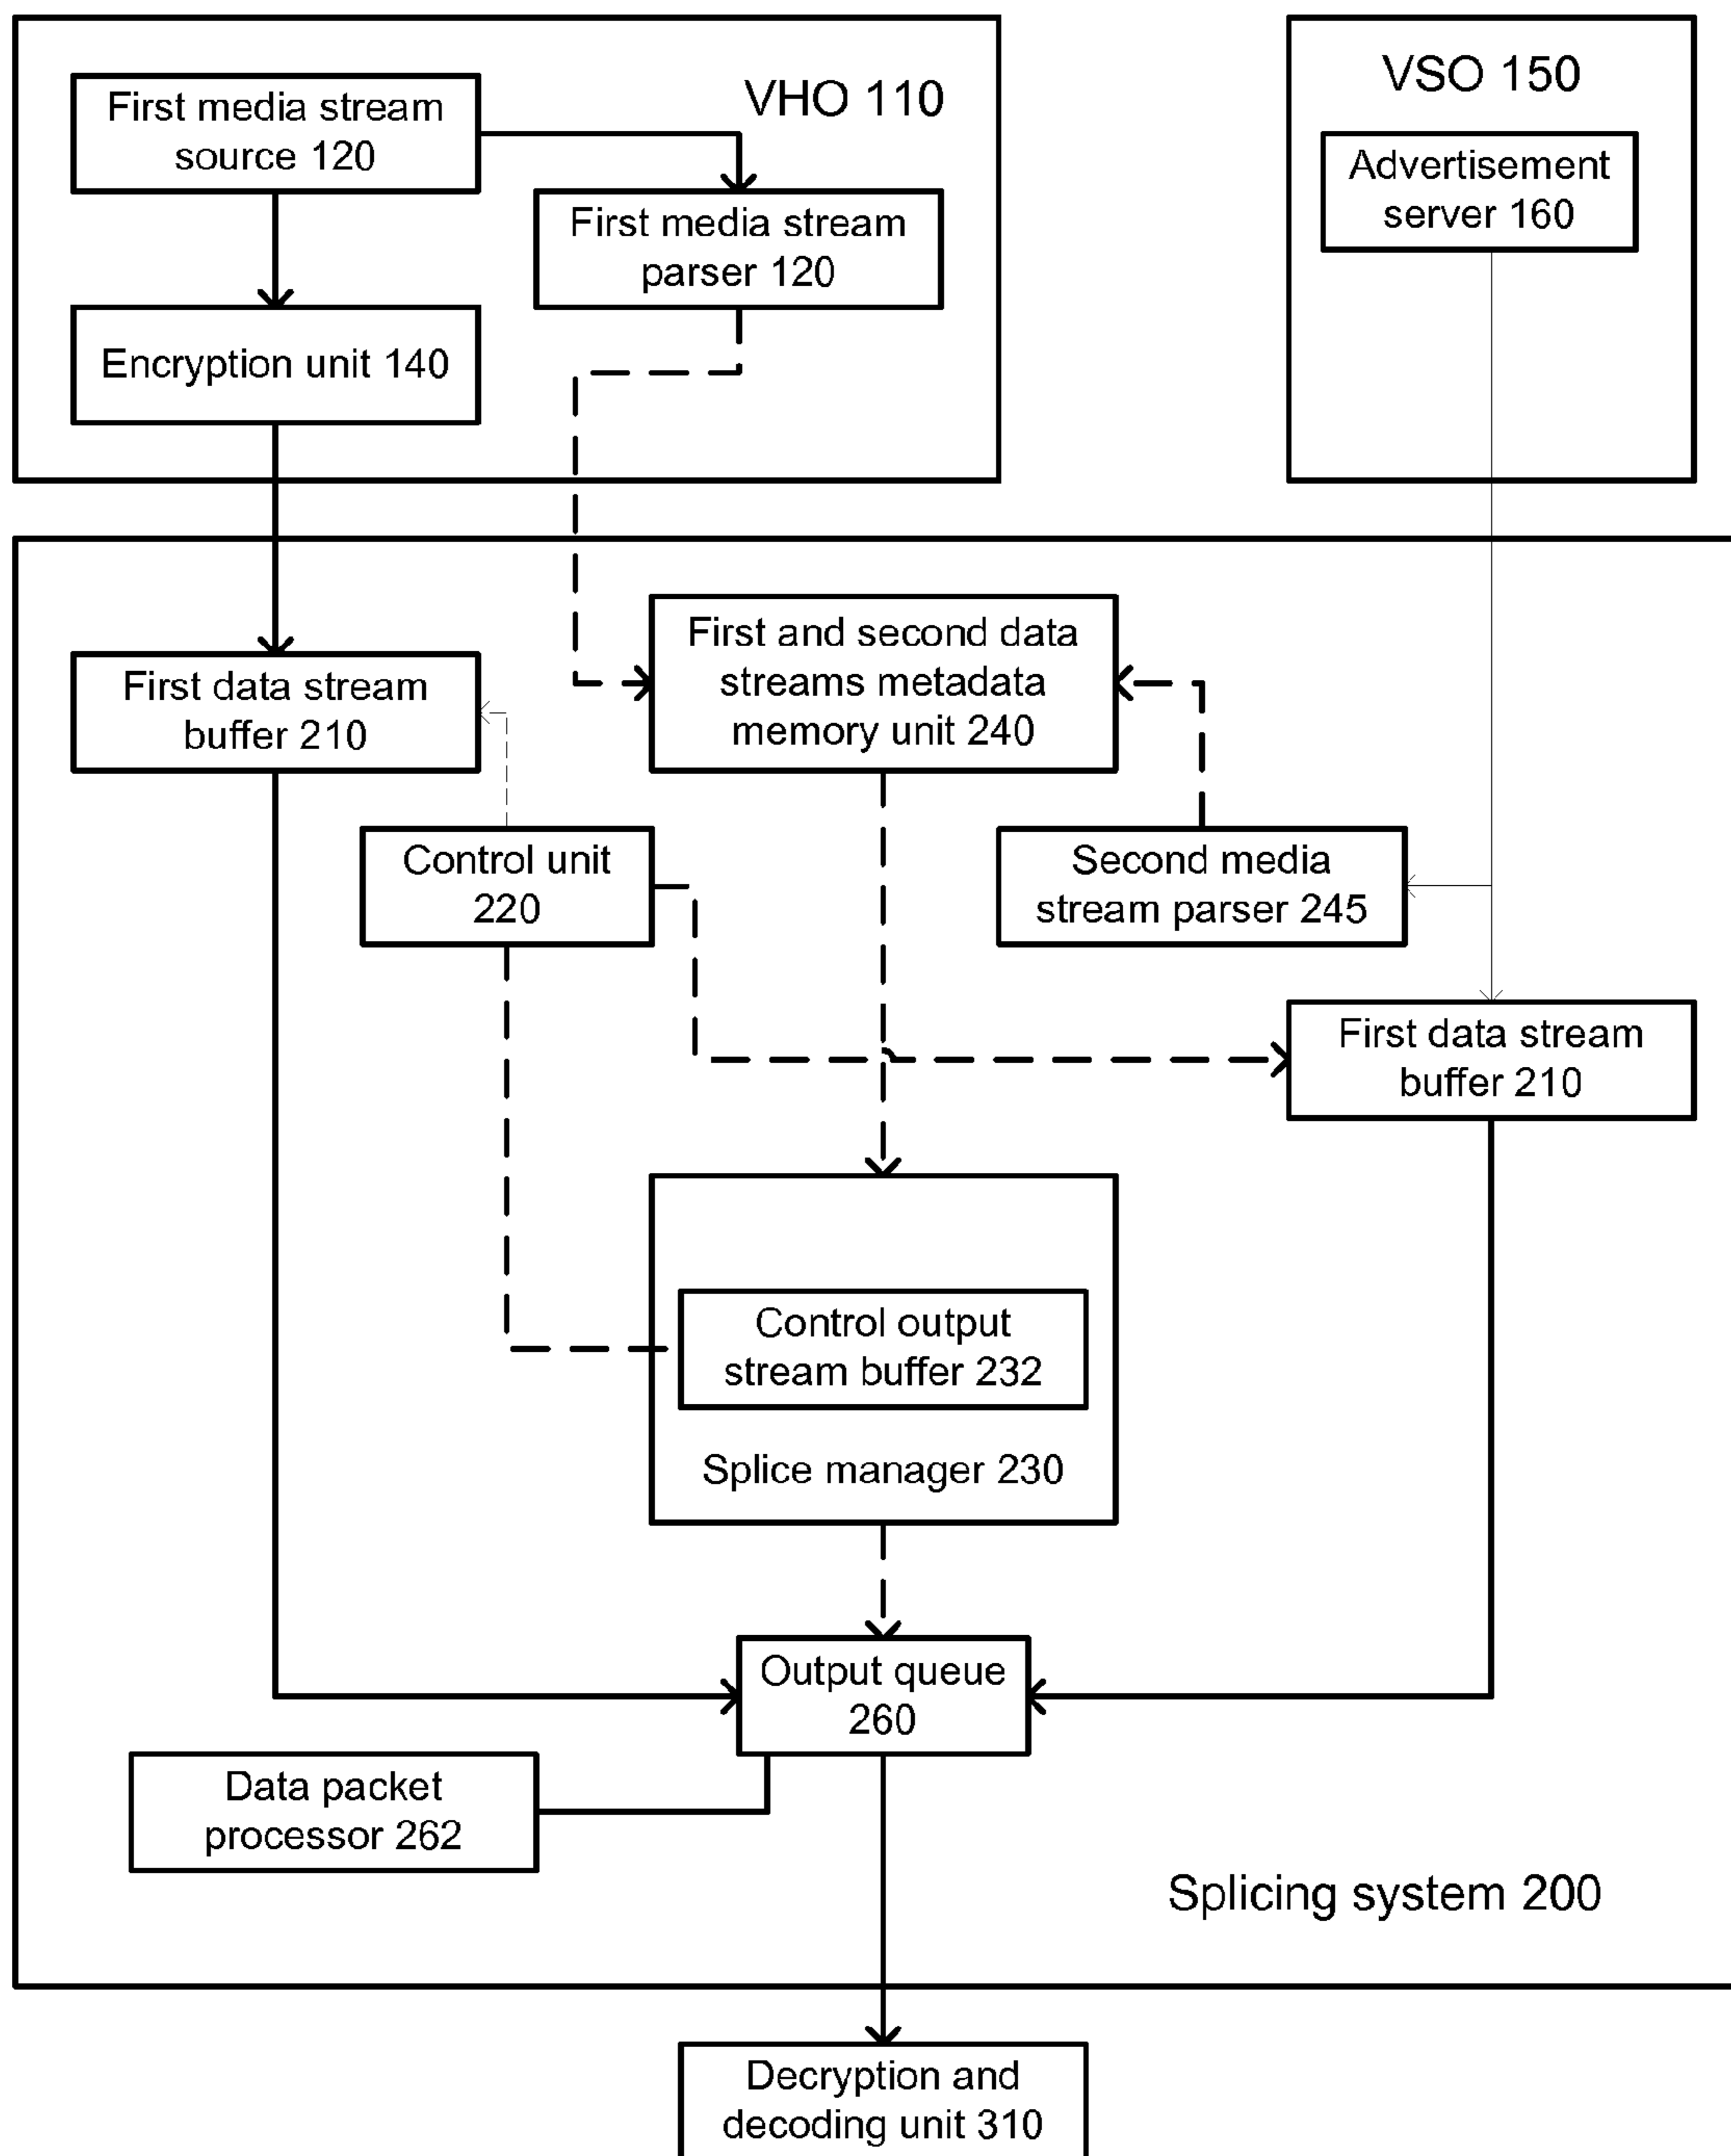 VHO 110
First media stream
source 120
First media stream
parser 120
Encryption unit 140
VSO 150
Advertisement
server 160
First data stream
buffer 210
First and second data
streams metadata
memory unit 240
Control unit
220
Second media
stream parser 245
First data stream
buffer 210
Control output
stream buffer 232
Splice manager 230
Output queue
260
Data packet
processor 262
Splicing system 200
Decryption and
decoding unit 310